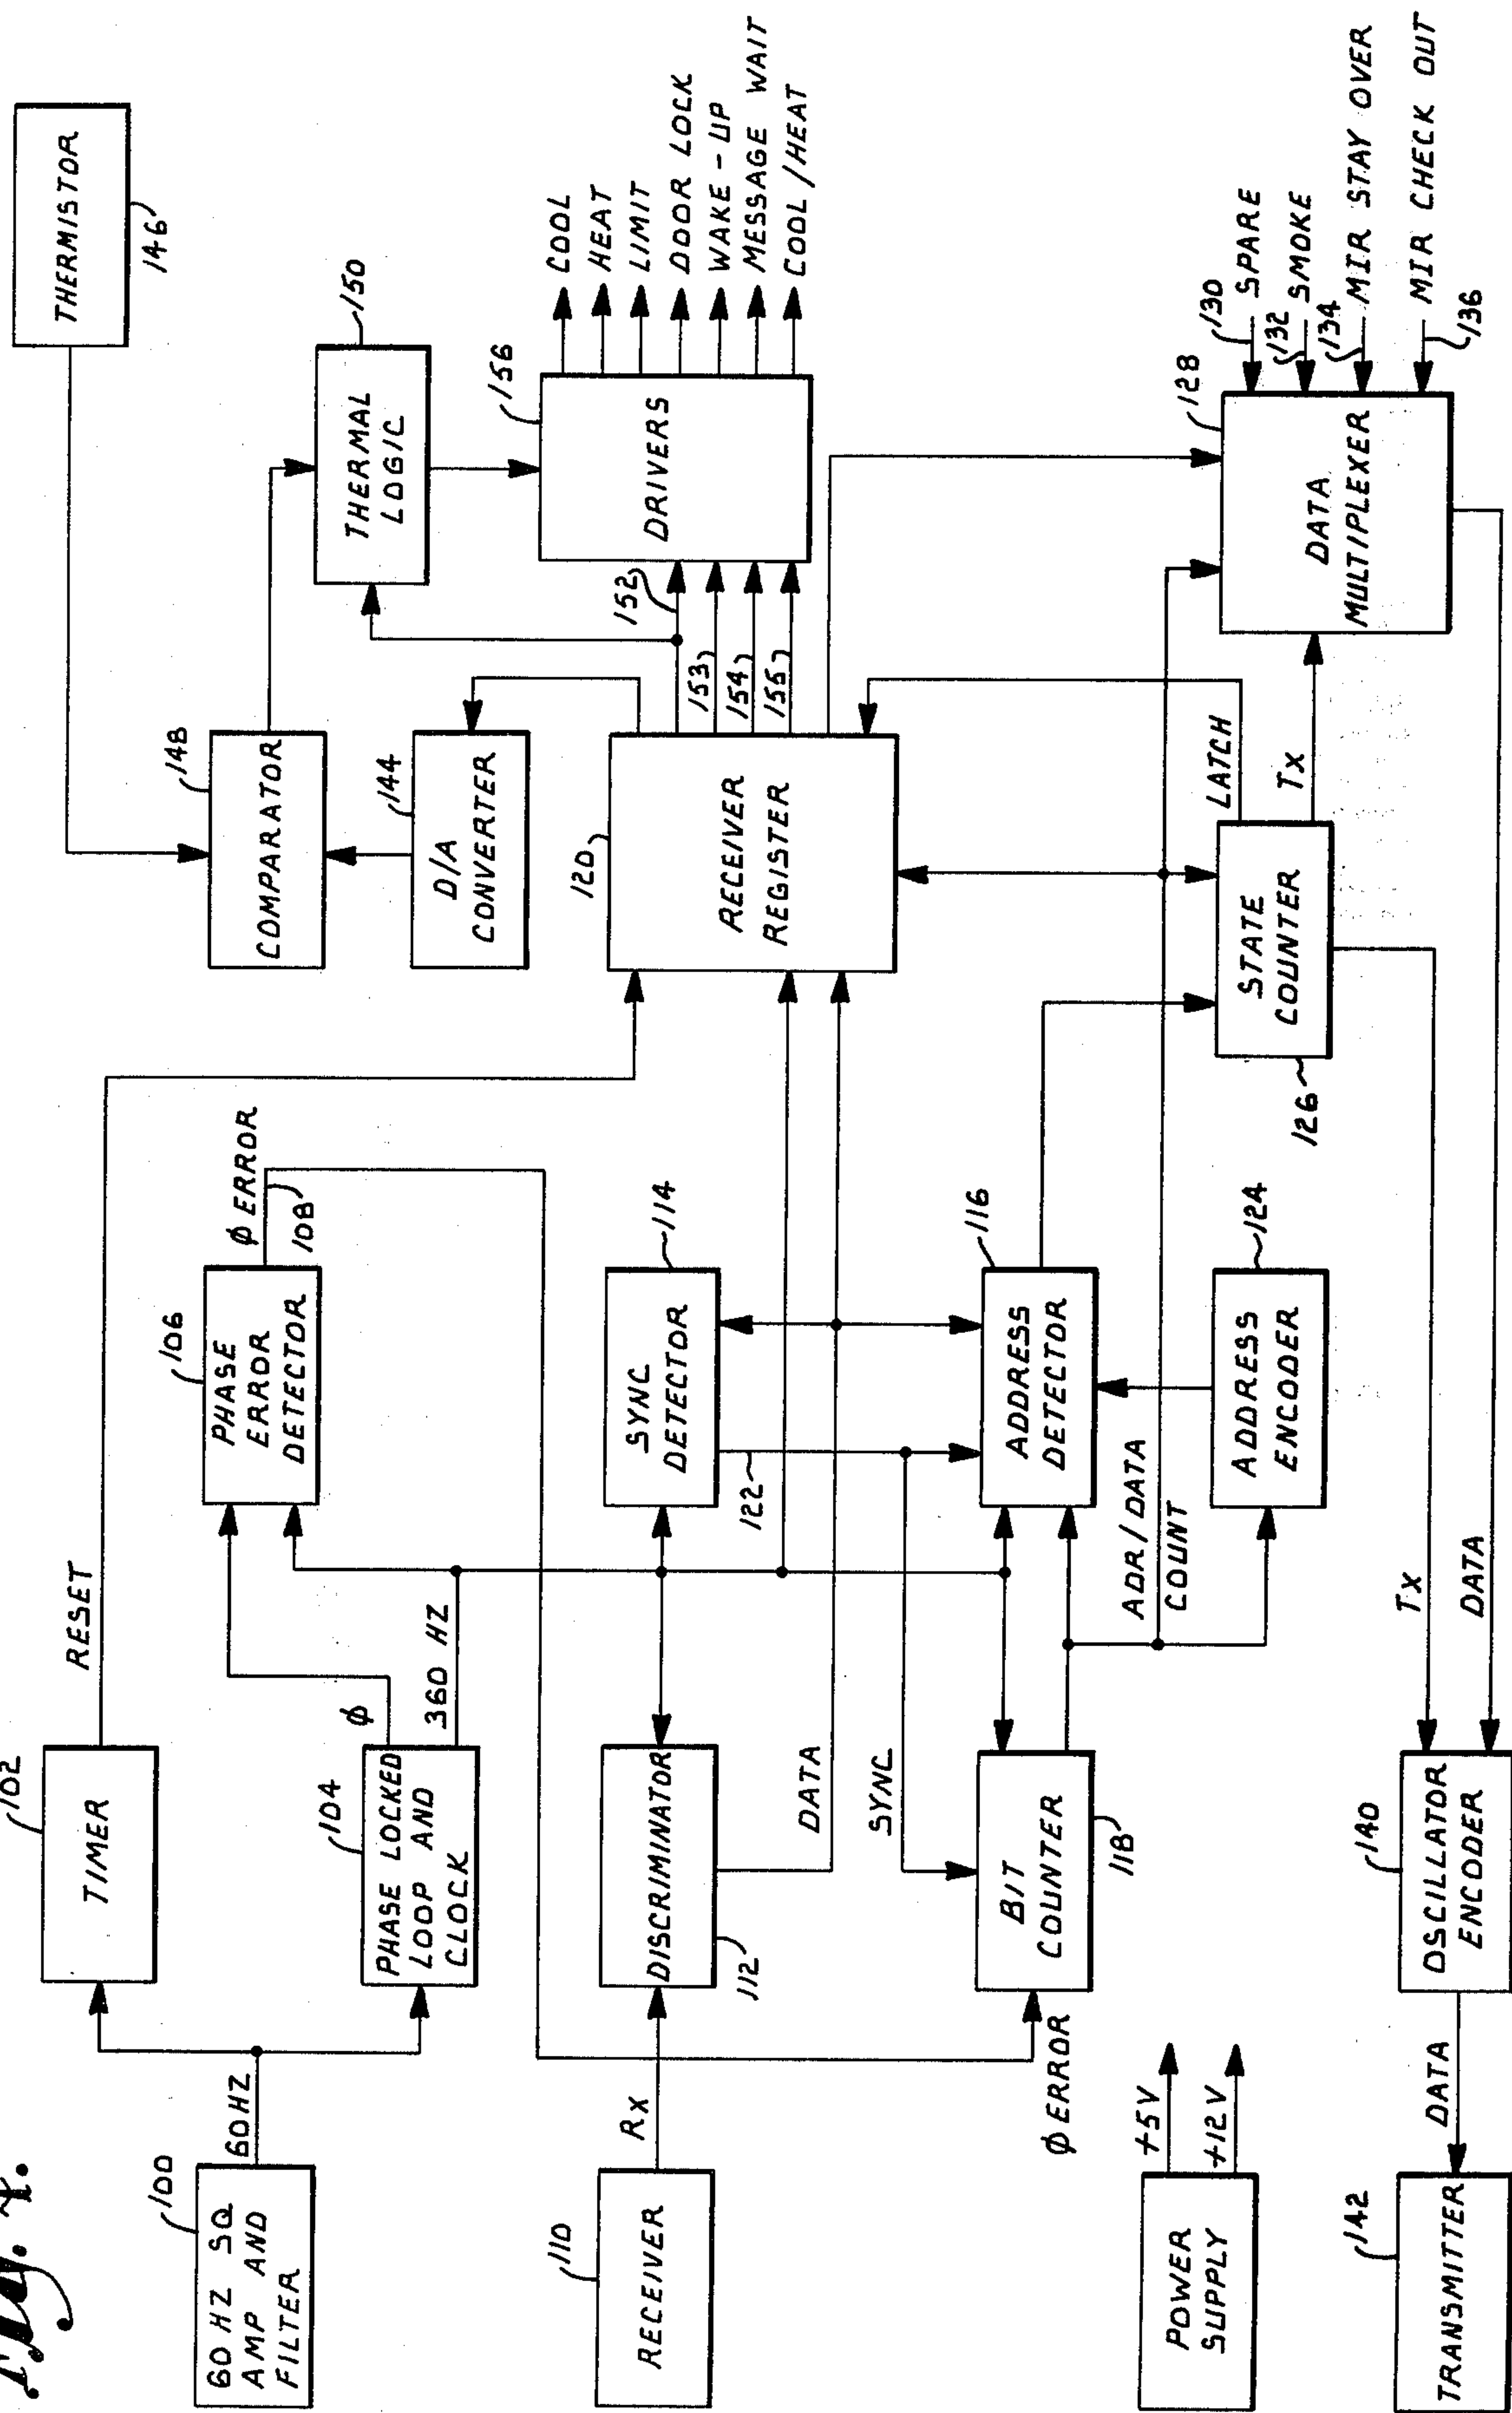 Fig. 4.
100
60 HZ SQ
AMP AND
FILTER
60HZ
102
TIMER
RESET
104
PHASE LOCKED
LOOP AND
CLOCK
φ
360 HZ
106
PHASE
ERROR
DETECTOR
φ ERROR
108
THERMISTOR
146
148
COMPARATOR
144
D/A
CONVERTER
150
THERMAL
LOGIC
156
DRIVERS
COOL
HEAT
LIMIT
DOOR LOCK
WAKE-UP
MESSAGE WAIT
COOL/HEAT
152
153
154
155
120
RECEIVER
REGISTER
110
RECEIVER
RX
DISCRIMINATOR
112
DATA
114
SYNC
DETECTOR
122
SYNC
BIT
COUNTER
118
φ ERROR
116
ADDRESS
DETECTOR
ADR/DATA
COUNT
124
ADDRESS
ENCODER
STATE
COUNTER
126
LATCH
TX
128
DATA
MULTIPLEXER
130
SPARE
132
SMOKE
134
MIR STAY OVER
MIR CHECK OUT
136
POWER
SUPPLY
+5V
+12V
TX
DATA
140
OSCILLATOR
ENCODER
DATA
142
TRANSMITTER